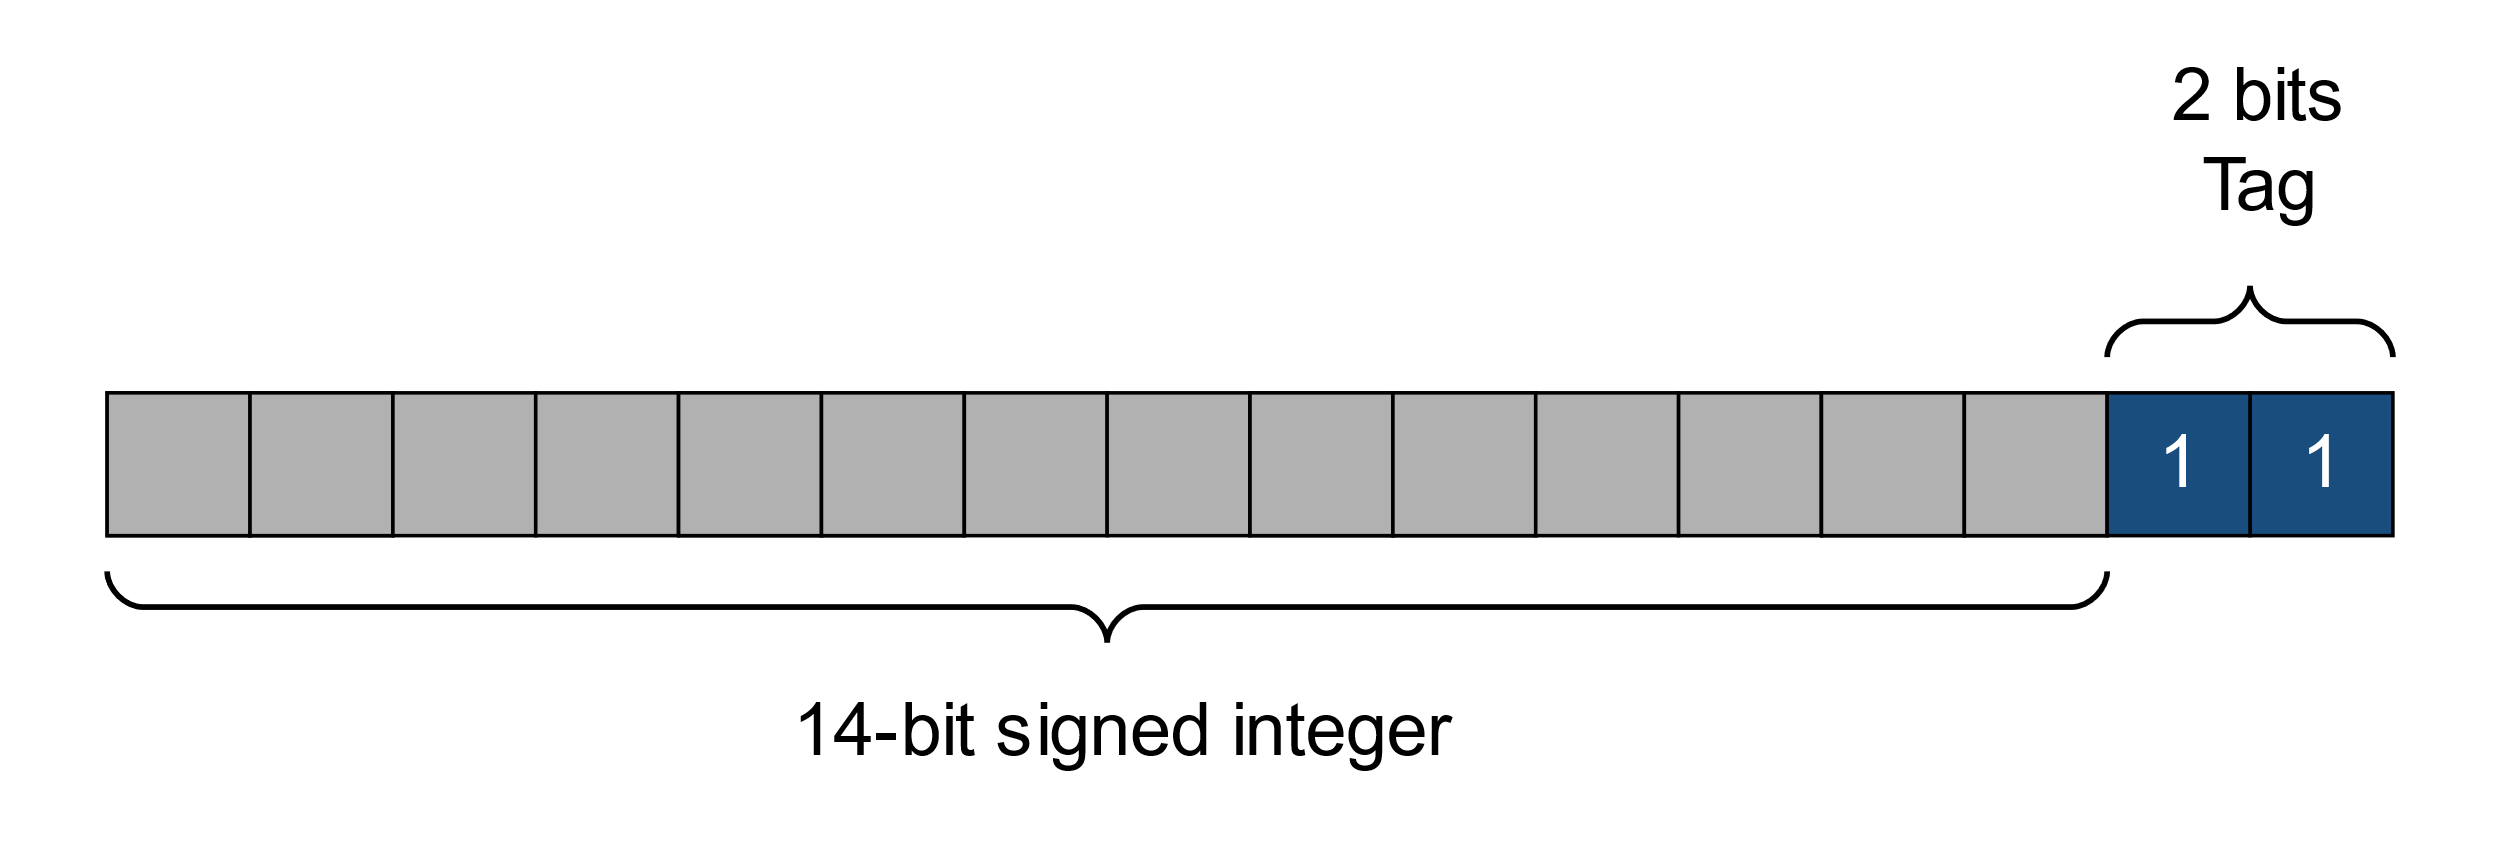 2 bits
Tag
1 1
14-bit signed integer